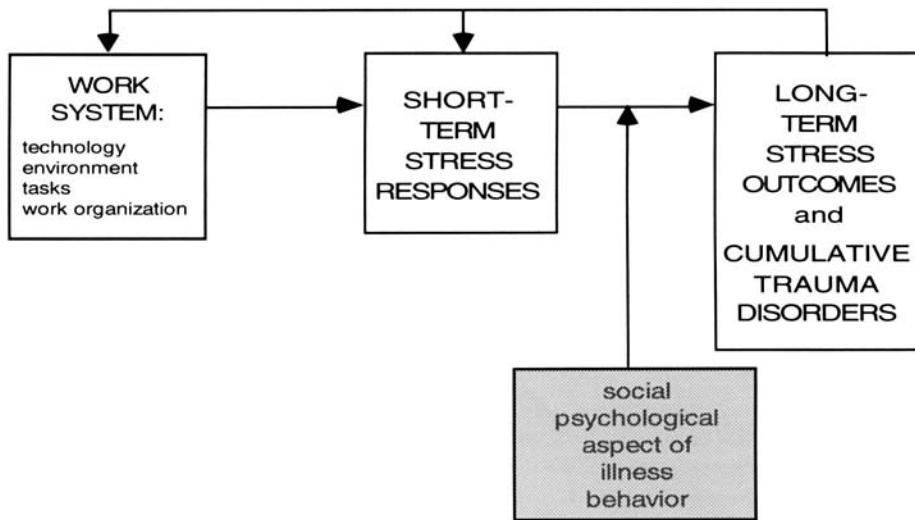 WORK
SYSTEM:
technology
environment
tasks
work organization
SHORT-
TERM
STRESS
RESPONSES
LONG-
TERM
STRESS
OUTCOMES
and
CUMULATIVE
TRAUMA
DISORDERS
social
psychological
aspect of
illness
behavior